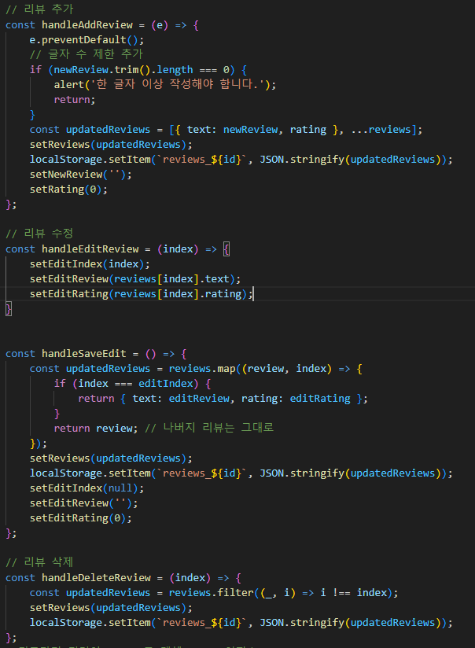 // 리뷰 추가
const handleAddReview = (e) => {
    e.preventDefault();
    // 글자 수 제한 추가
    if (newReview.trim().length === 0) {
        alert('한 글자 이상 작성해야 합니다.');
        return;
    }
    const updatedReviews = [{ text: newReview, rating }, ...reviews];
    setReviews(updatedReviews);
    localStorage.setItem(`reviews_${id}`, JSON.stringify(updatedReviews));
    setNewReview('');
    setRating(0);
};

// 리뷰 수정
const handleEditReview = (index) => {
    setEditIndex(index);
    setEditReview(reviews[index].text);
    setEditRating(reviews[index].rating);
}

const handleSaveEdit = () => {
    const updatedReviews = reviews.map((review, index) => {
        if (index === editIndex) {
            return { text: editReview, rating: editRating };
        }
        return review; // 나버지 리뷰는 그대로
    });
    setReviews(updatedReviews);
    localStorage.setItem(`reviews_${id}`, JSON.stringify(updatedReviews));
    setEditIndex(null);
    setEditReview('');
    setEditRating(0);
};

// 리뷰 삭제
const handleDeleteReview = (index) => {
    const updatedReviews = reviews.filter((_, i) => i !== index);
    setReviews(updatedReviews);
    localStorage.setItem(`reviews_${id}`, JSON.stringify(updatedReviews));
};